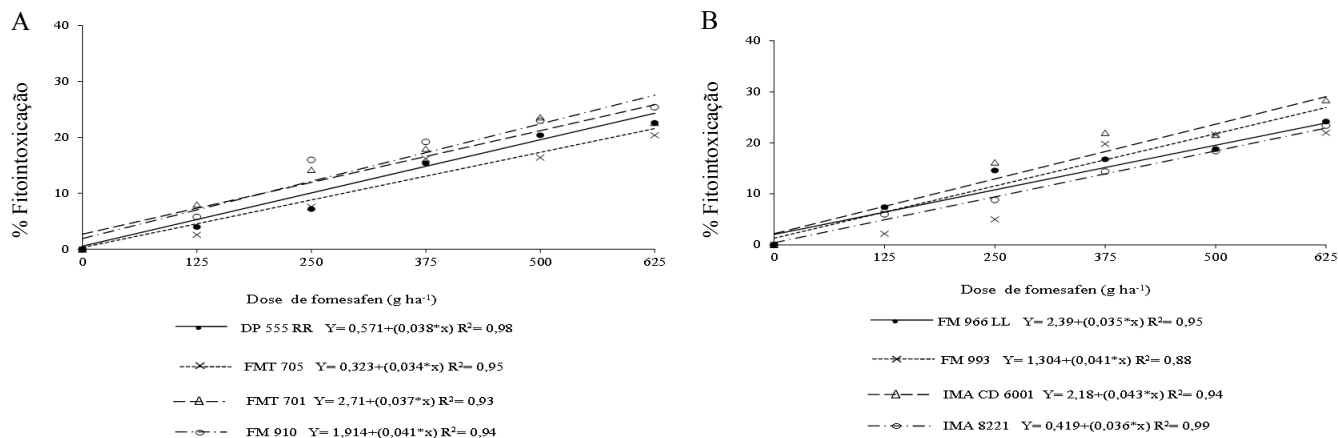 A
% Fitointoxicação
40
30
20
10
0
0 125 250 375 500 625
Dose de fomesafen (g ha-1)
DP 555 RR Y= 0,571+(0,038*x) R²= 0,98
FMT 705 Y= 0,323+(0,034*x) R²= 0,95
FMT 701 Y= 2,71+(0,037*x) R²= 0,93
FM 910 Y= 1,914+(0,041*x) R²= 0,94
B
% Fitointoxicação
40
30
20
10
0
0 125 250 375 500 625
Dose de fomesafen (g ha-1)
FM 966 LL Y= 2,39+(0,035*x) R²= 0,95
FM 993 Y= 1,304+(0,041*x) R²= 0,88
IMA CD 6001 Y= 2,18+(0,043*x) R²= 0,94
IMA 8221 Y= 0,419+(0,036*x) R²= 0,99